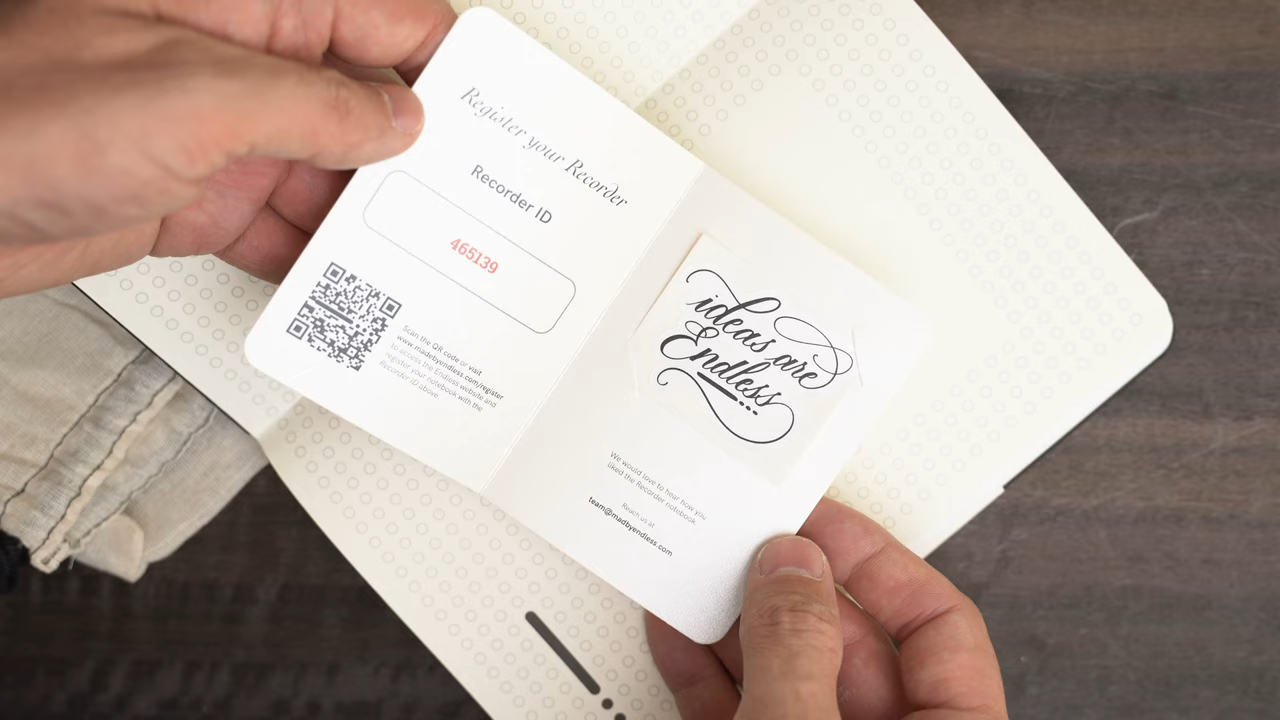 Register your Recorder
Recorder ID
465139
Scan the QR code or visit
www.madebyendless.com/register
to access the Endless website and
register your notebook with the
Recorder ID above.
ideas are
Endless
We would love to hear how you
liked the Recorder notebook.
Reach us at
team@madbyendless.com